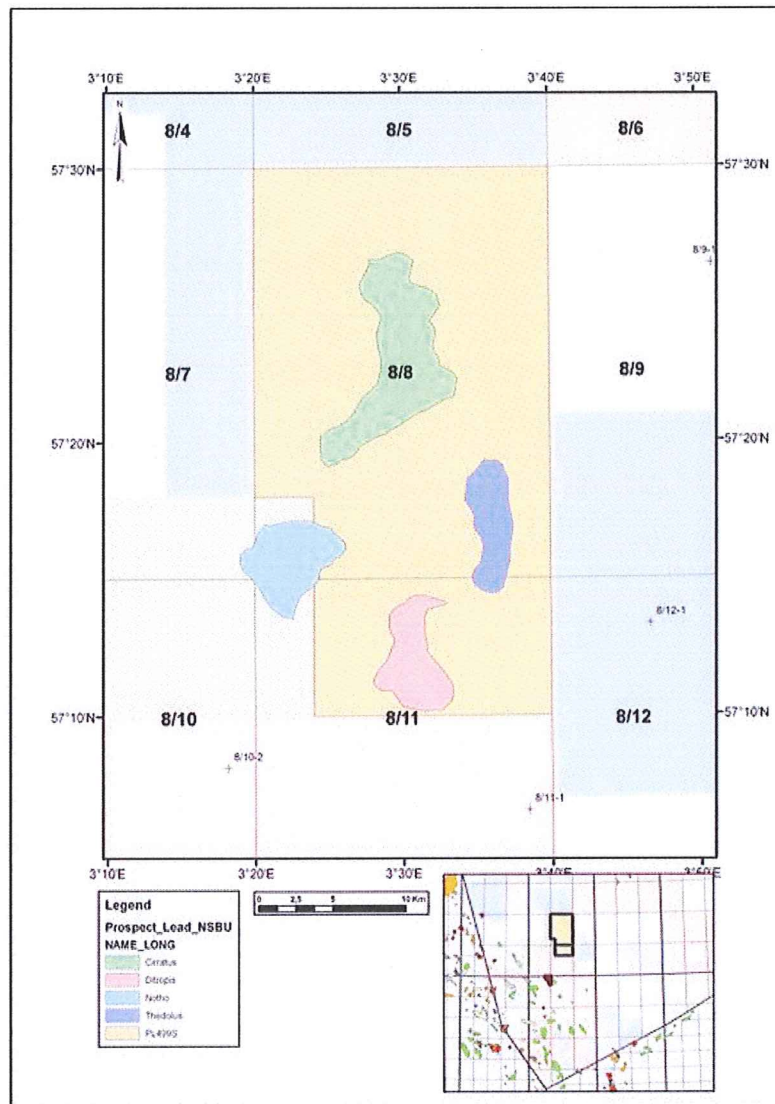 3°10'E 3°20'E 3°30'E 3°40'E 3°50'E
N
8/4 8/5 8/6
57°30'N 57°30'N
8/9-1
8/7 8/8 8/9
57°20'N 57°20'N
8/12-1
57°10'N 57°10'N
8/10 8/11 8/12
8/10-2
8/11-1
3°10'E 3°20'E 3°30'E 3°40'E 3°50'E
Legend
Prospect_Lead_NSBU
NAME_LONG
Cirratus
Ditropis
Notho
Thedolus
PL499S
0 2,5 5 10 Km